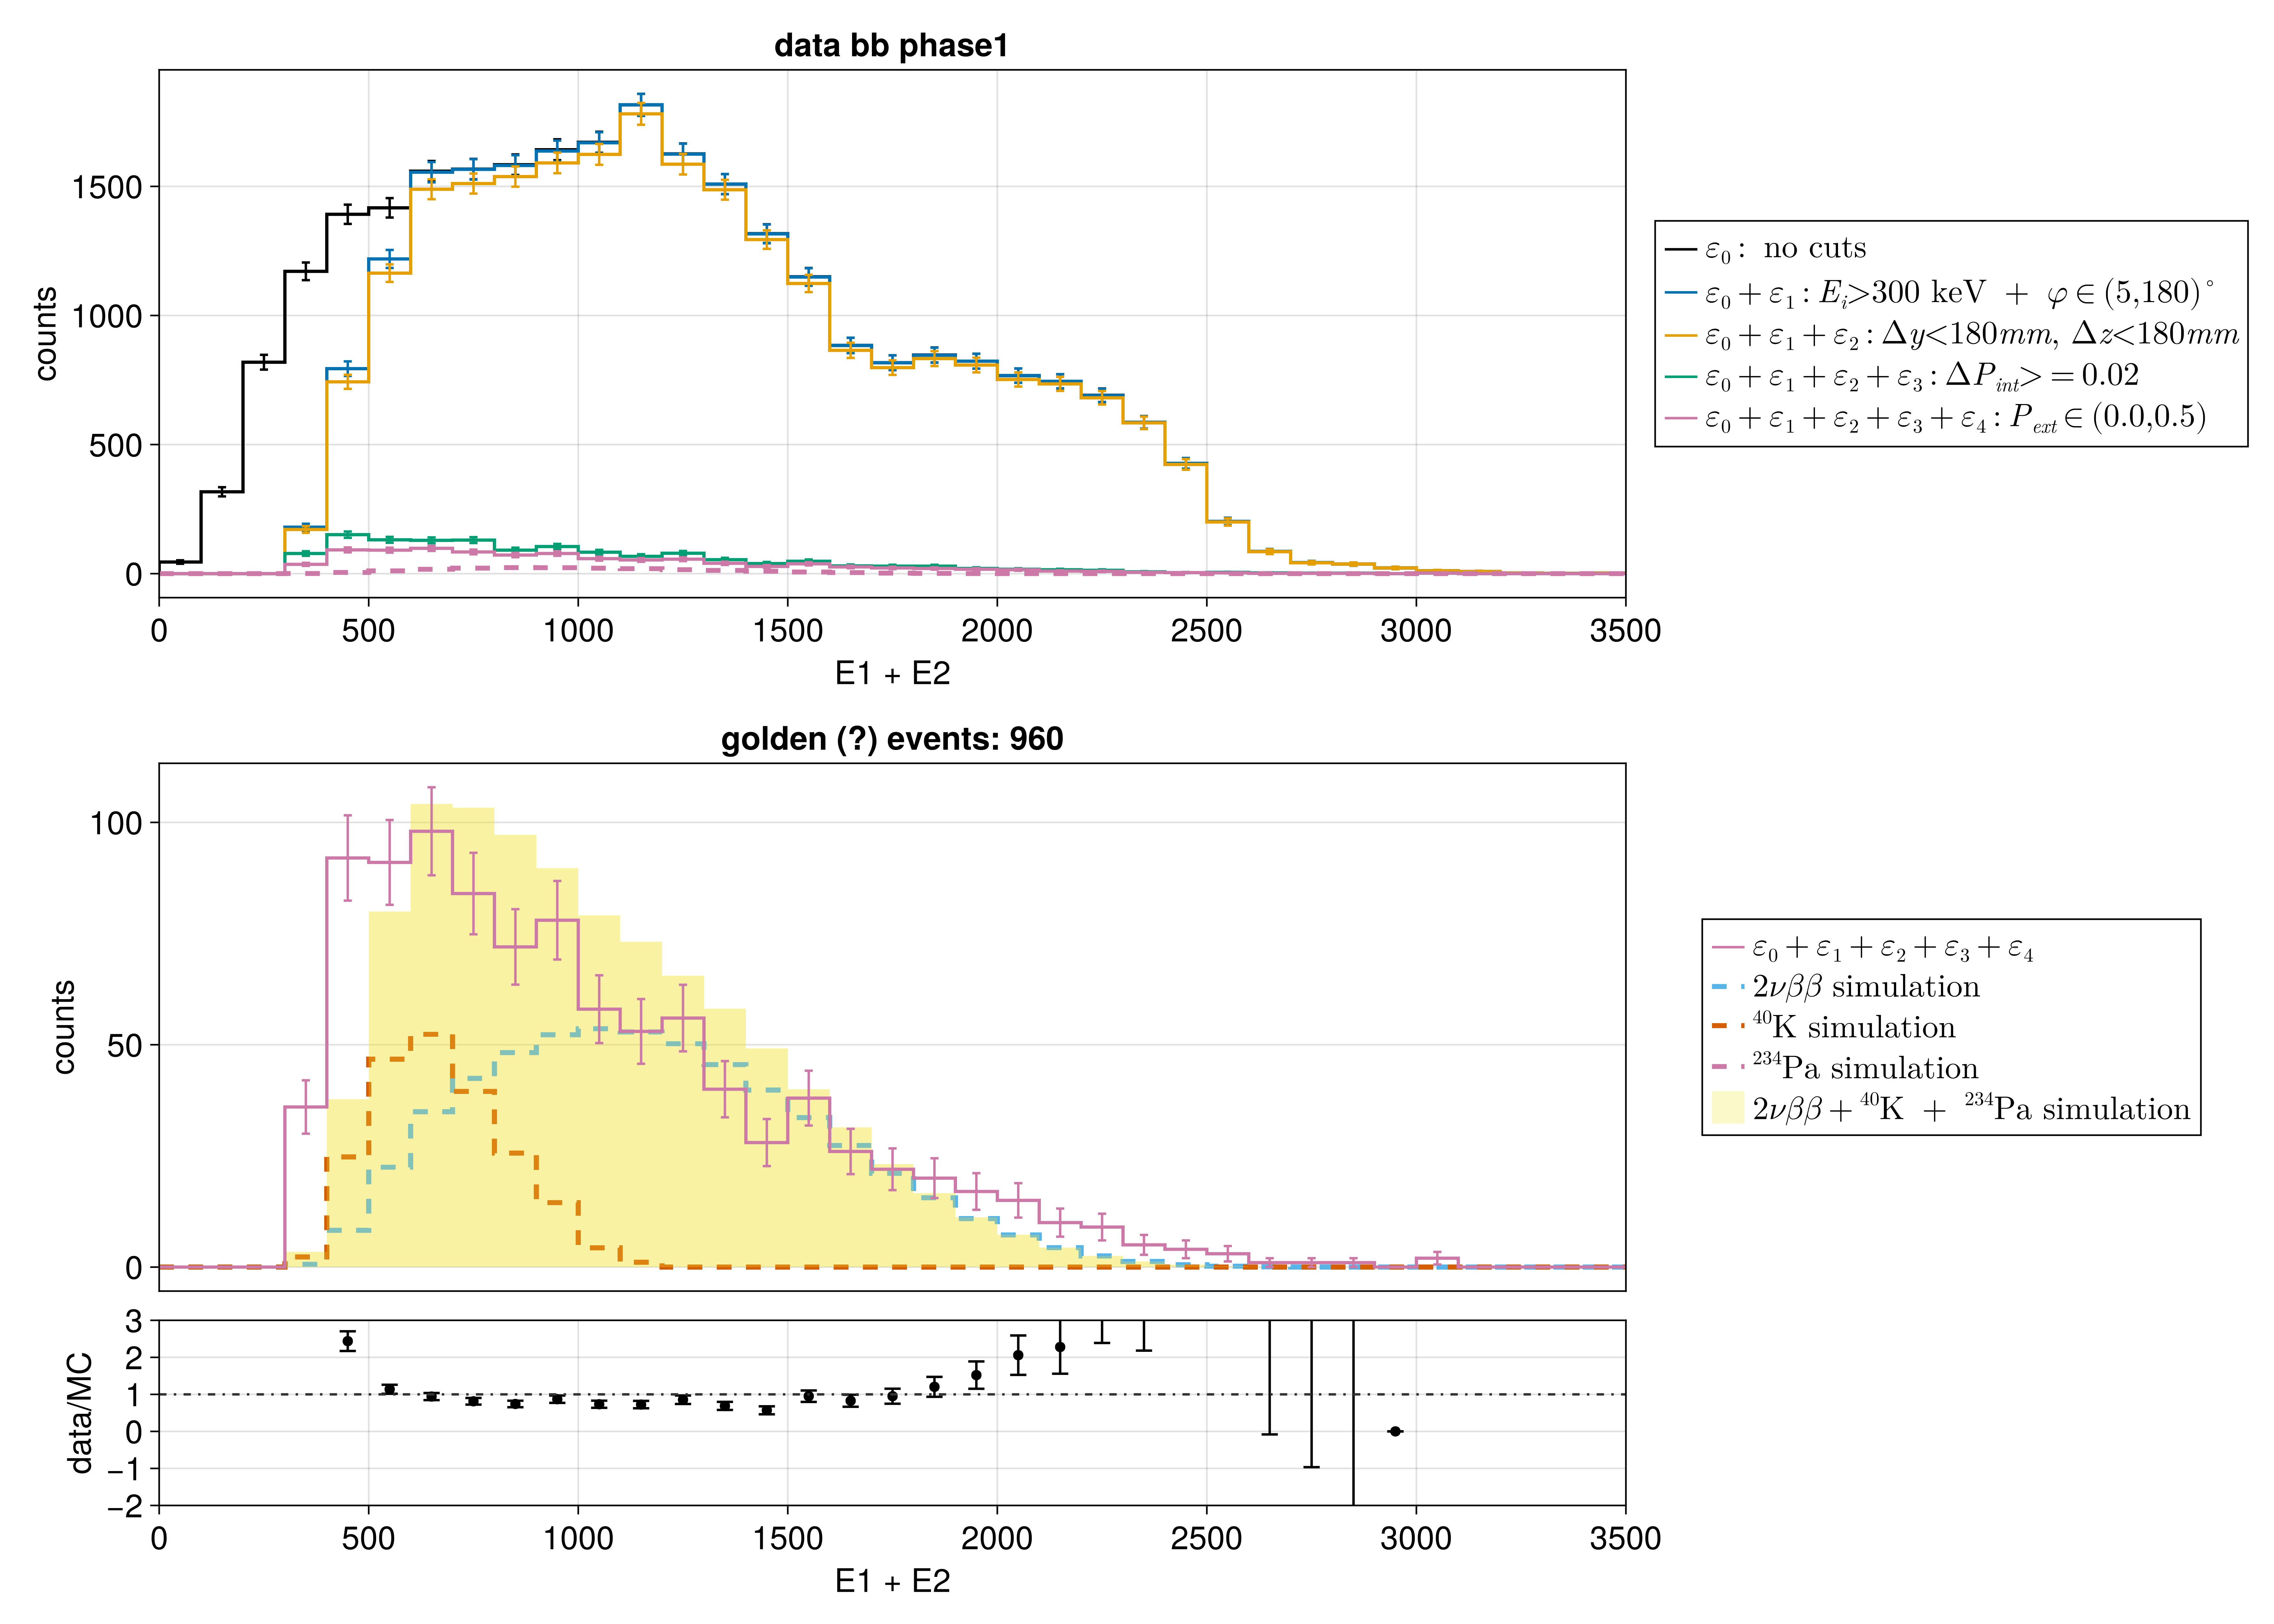 data bb phase1
counts
1500
1000
500
0
0 500 1000 1500 2000 2500 3000 3500
E1 + E2
ε₀ : no cuts
ε₀ + ε₁ : Eᵢ>300 keV + φ ∈ (5,180)°
ε₀ + ε₁ + ε₂ : Δy<180mm, Δz<180mm
ε₀ + ε₁ + ε₂ + ε₃ : ΔP_int> = 0.02
ε₀ + ε₁ + ε₂ + ε₃ + ε₄ : P_ext ∈ (0.0,0.5)
golden (?) events: 960
counts
100
50
0
ε₀ + ε₁ + ε₂ + ε₃ + ε₄
2νββ simulation
⁴⁰K simulation
²³⁴Pa simulation
2νββ + ⁴⁰K + ²³⁴Pa simulation
data/MC
3
2
1
0
−1
−2
0 500 1000 1500 2000 2500 3000 3500
E1 + E2